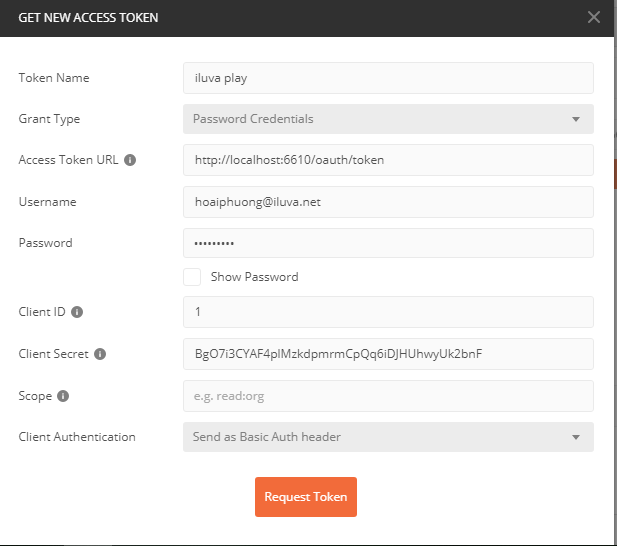 GET NEW ACCESS TOKEN
Token Name
iluva play
Grant Type
Password Credentials
Access Token URL
http://localhost:6610/oauth/token
Username
hoaiphuong@iluva.net
Password
•••••••••
Show Password
Client ID
1
Client Secret
BgO7i3CYAF4plMzkdpmrmCpQq6iDJHUhwyUk2bnF
Scope
e.g. read:org
Client Authentication
Send as Basic Auth header
Request Token